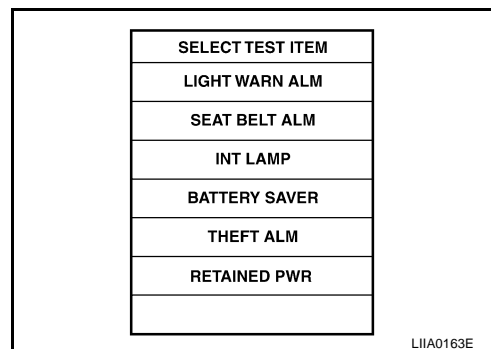 SELECT TEST ITEM
LIGHT WARN ALM
SEAT BELT ALM
INT LAMP
BATTERY SAVER
THEFT ALM
RETAINED PWR
LIIA0163E